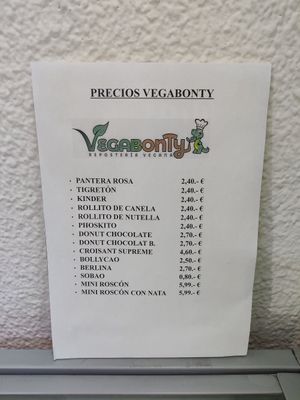 PRECIOS VEGABONTY
VEGABONTY
REPOSTERÍA VEGANA
· PANTERA ROSA 2,40.- €
· TIGRETÓN 2,40.- €
· KINDER 2,40.- €
· ROLLITO DE CANELA 2,40.- €
· ROLLITO DE NUTELLA 2,40.- €
· PHOSKITO 2,40.- €
· DONUT CHOCOLATE 2,70.- €
· DONUT CHOCOLAT B. 2,70.- €
· CROISANT SUPREME 4,60.- €
· BOLLYCAO 2,50.- €
· BERLINA 2,70.- €
· SOBAO 0,80.- €
· MINI ROSCÓN 5,99.- €
· MINI ROSCÓN CON NATA 5,99.- €